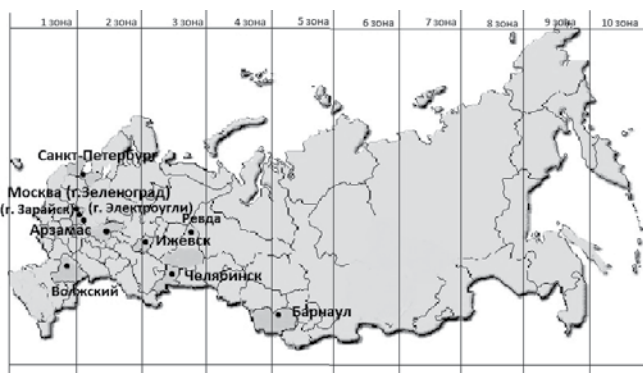 1 зона 2 зона 3 зона 4 зона 5 зона 6 зона 7 зона 8 зона 9 зона 10 зона
Санкт-Петербург
Москва (г.Зеленоград)
(г. Зарайск) (г. Электроугли)
Ревда
Арзамас
Ижевск
Челябинск
Волжский
Барнаул